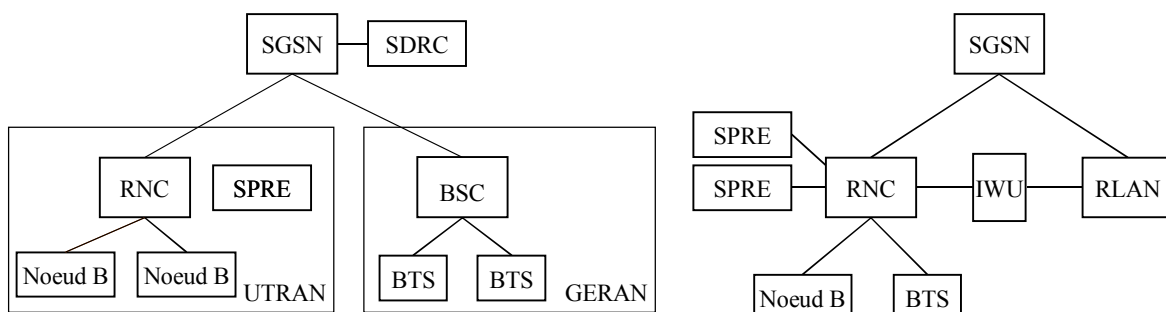 SGSN
SDRC
RNC
SPRE
BSC
Noeud B
Noeud B
UTRAN
BTS
BTS
GERAN
SGSN
SPRE
SPRE
RNC
IWU
RLAN
Noeud B
BTS